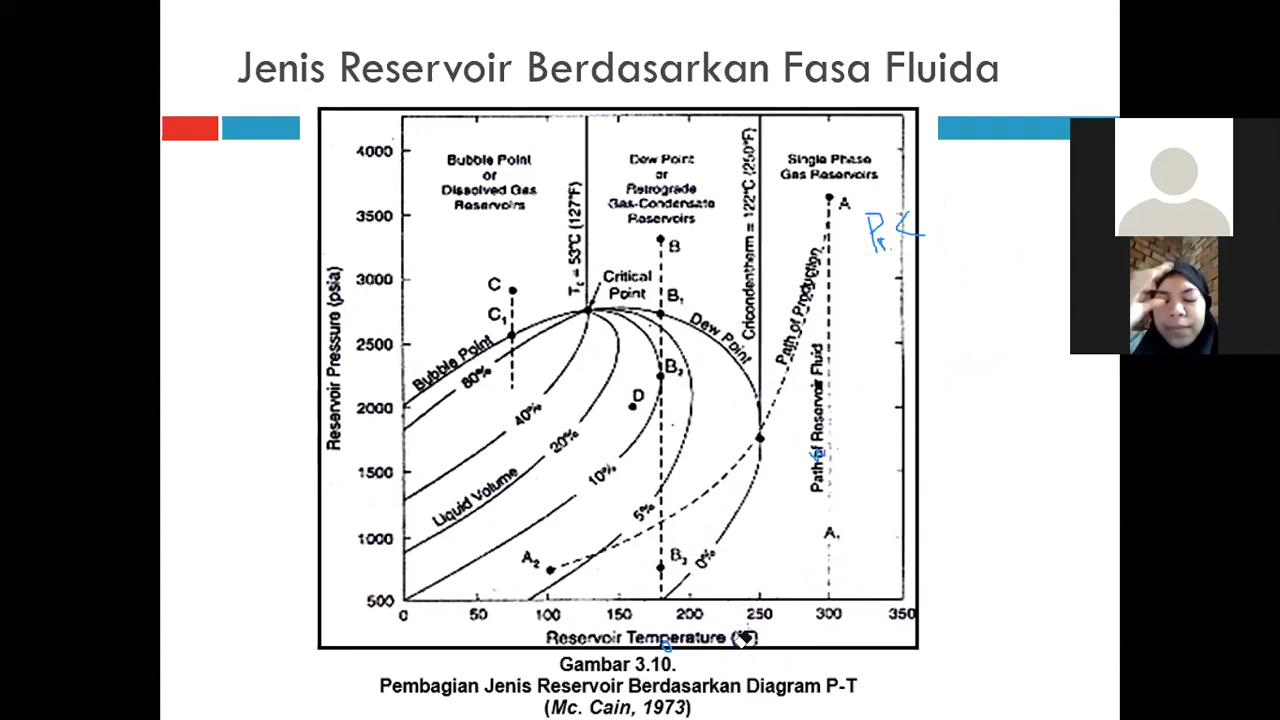 Jenis Reservoir Berdasarkan Fasa Fluida
4000
3500
3000
2500
2000
1500
1000
500
Reservoir Pressure (psia)
Bubble Point
or
Dissolved Gas
Reservoirs
Dew Point
or
Retrograde
Gas-Condensate
Reservoirs
Single Phase
Gas Reservoirs
Tc = 53°C (127°F)
Cricondentherm = 122°C (250°F)
Critical
Point
A
B
B₁
B₃
C
C₁
D
A₂
Bubble Point
Dew Point
80%
40%
20%
10%
5%
0%
Liquid Volume
Path of Production
Path of Reservoir Fluid
0
50
100
150
200
250
300
350
Reservoir Temperature
Gambar 3.10.
Pembagian Jenis Reservoir Berdasarkan Diagram P-T
(Mc. Cain, 1973)